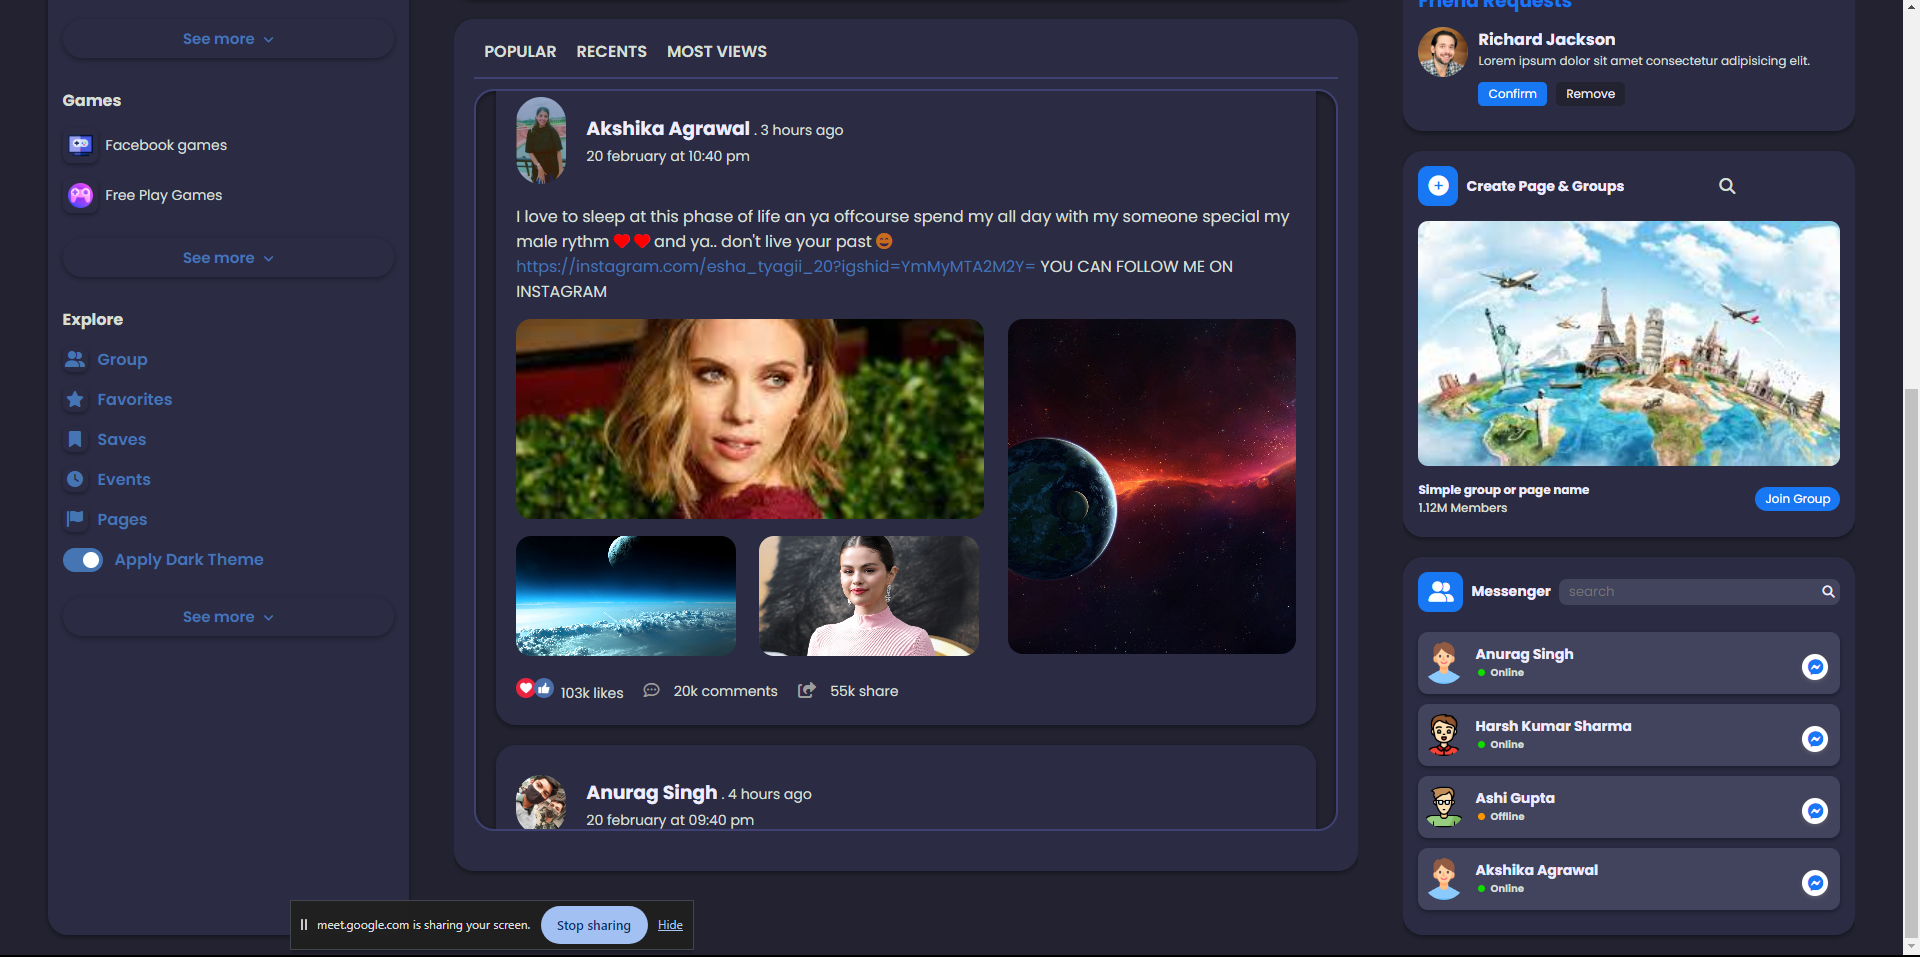 See more
Games
Facebook games
Free Play Games
See more
Explore
Group
Favorites
Saves
Events
Pages
Apply Dark Theme
See more
POPULAR RECENTS MOST VIEWS
Akshika Agrawal . 3 hours ago
20 february at 10:40 pm
I love to sleep at this phase of life an ya offcourse spend my all day with my someone special my
male rythm ❤️❤️ and ya.. don't live your past 😄
https://instagram.com/esha_tyagii_20?igshid=YmMyMTA2M2Y= YOU CAN FOLLOW ME ON
INSTAGRAM
103k likes 20k comments 55k share
Anurag Singh . 4 hours ago
20 february at 09:40 pm
meet.google.com is sharing your screen. Stop sharing Hide
Friend Requests
Richard Jackson
Lorem ipsum dolor sit amet consectetur adipisicing elit.
Confirm Remove
Create Page & Groups
Simple group or page name
1.12M Members
Join Group
Messenger search
Anurag Singh
Online
Harsh Kumar Sharma
Online
Ashi Gupta
Offline
Akshika Agrawal
Online